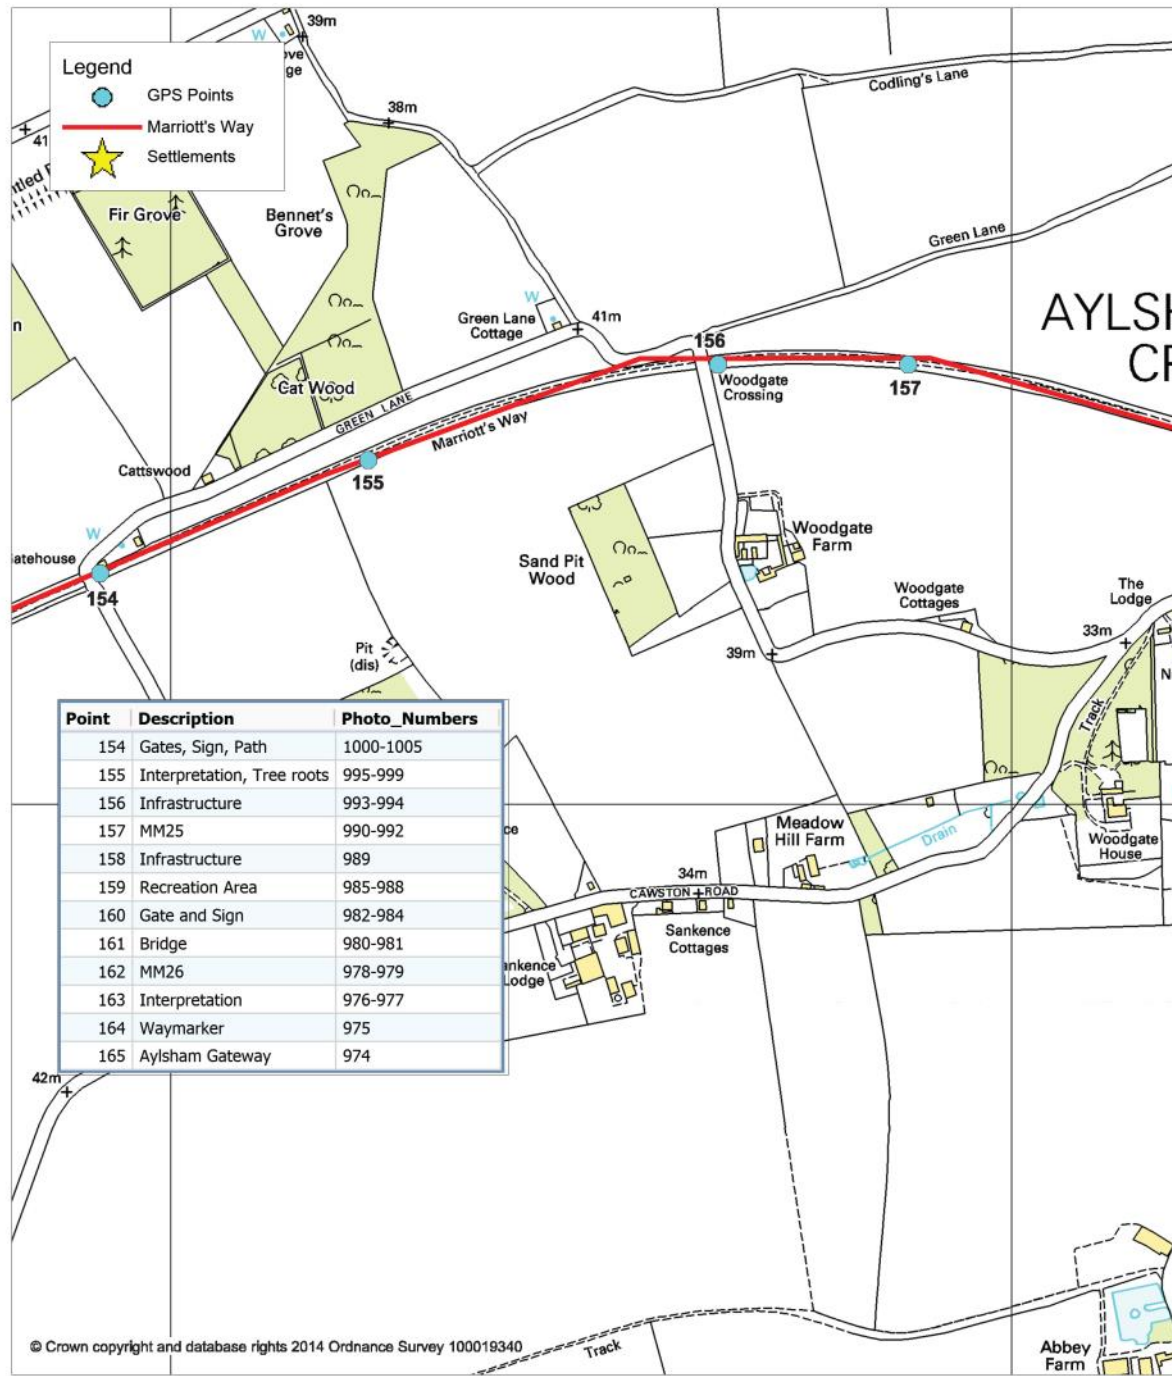 39m
W
ove
ge
Legend
GPS Points
Marriott's Way
Settlements
38m
41
ntled
Codling's Lane
Fir Grove
Bennet's
Grove
Green Lane
W
Green Lane
Cottage
41m
AYLSH
n
156
Cat Wood
Woodgate
Crossing
157
GREEN LANE
Marriott's Way
Cattswood
155
W
Gatehouse
Woodgate
Farm
Sand Pit
Wood
154
Woodgate
Cottages
The
Lodge
33m
Pit
(dis)
39m
N
Track
Point Description Photo_Numbers
154 Gates, Sign, Path 1000-1005
155 Interpretation, Tree roots 995-999
156 Infrastructure 993-994
157 MM25 990-992
158 Infrastructure 989
159 Recreation Area 985-988
160 Gate and Sign 982-984
161 Bridge 980-981
162 MM26 978-979
163 Interpretation 976-977
164 Waymarker 975
165 Aylsham Gateway 974
ce
Meadow
Hill Farm
Drain
Woodgate
House
34m
CAWSTON ROAD
Sankence
Cottages
ankence
Lodge
42m
© Crown copyright and database rights 2014 Ordnance Survey 100019340
Track
Abbey
Farm